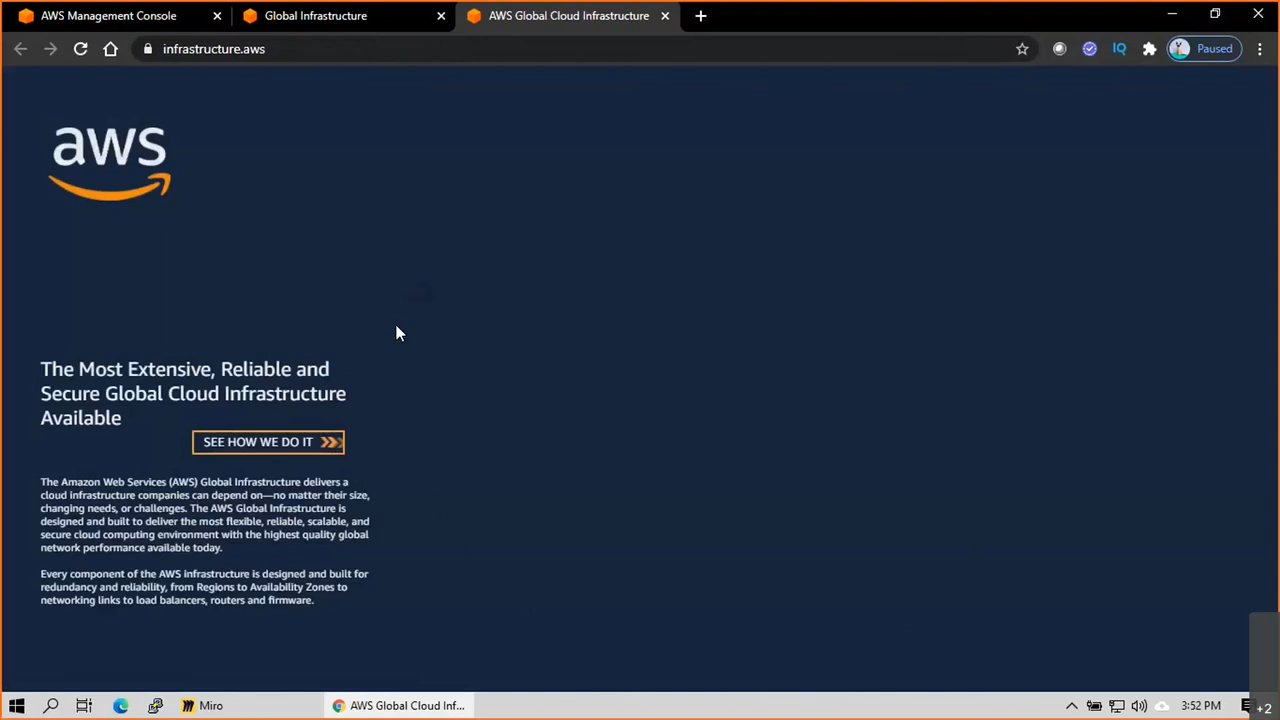 AWS Management Console
Global Infrastructure
AWS Global Cloud Infrastructure
infrastructure.aws
IQ
Paused
aws
The Most Extensive, Reliable and
Secure Global Cloud Infrastructure
Available
SEE HOW WE DO IT
The Amazon Web Services (AWS) Global Infrastructure delivers a
cloud infrastructure companies can depend on—no matter their size,
changing needs, or challenges. The AWS Global Infrastructure is
designed and built to deliver the most flexible, reliable, scalable, and
secure cloud computing environment with the highest quality global
network performance available today.
Every component of the AWS infrastructure is designed and built for
redundancy and reliability, from Regions to Availability Zones to
networking links to load balancers, routers and firmware.
Miro
AWS Global Cloud Inf...
3:52 PM
+2